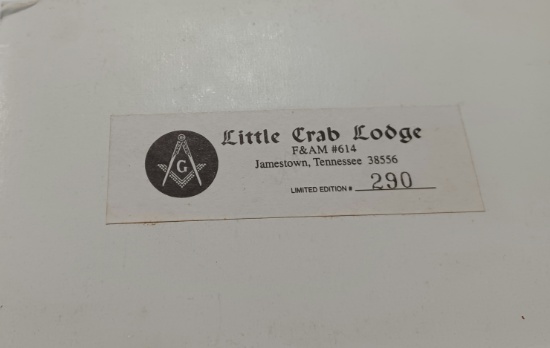 G
Little Crab Lodge
F&AM #614
Jamestown, Tennessee 38556
LIMITED EDITION # 290